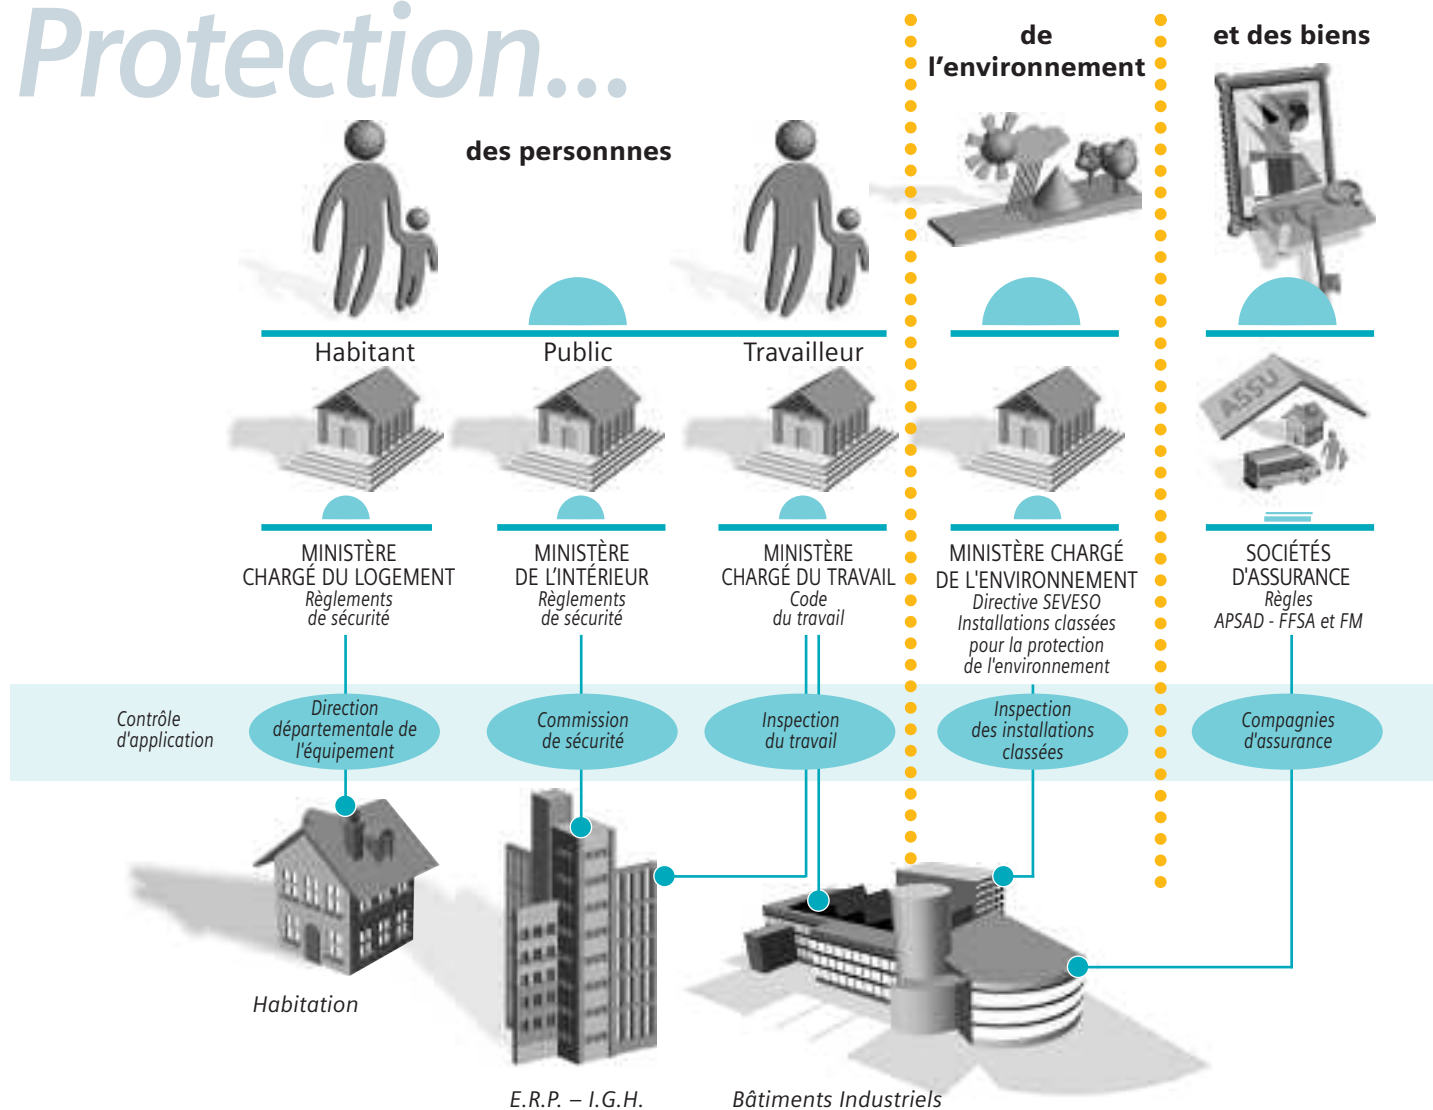 Protection...
des personnnes
de
l'environnement
et des biens
Habitant
Public
Travailleur
ASSU
MINISTÈRE
CHARGÉ DU LOGEMENT
Règlements
de sécurité
MINISTÈRE
DE L'INTÉRIEUR
Règlements
de sécurité
MINISTÈRE
CHARGÉ DU TRAVAIL
Code
du travail
MINISTÈRE CHARGÉ
DE L'ENVIRONNEMENT
Directive SEVESO
Installations classées
pour la protection
de l'environnement
SOCIÉTÉS
D'ASSURANCE
Règles
APSAD - FFSA et FM
Contrôle
d'application
Direction
départementale de
l'équipement
Commission
de sécurité
Inspection
du travail
Inspection
des installations
classées
Compagnies
d'assurance
Habitation
E.R.P. – I.G.H.
Bâtiments Industriels